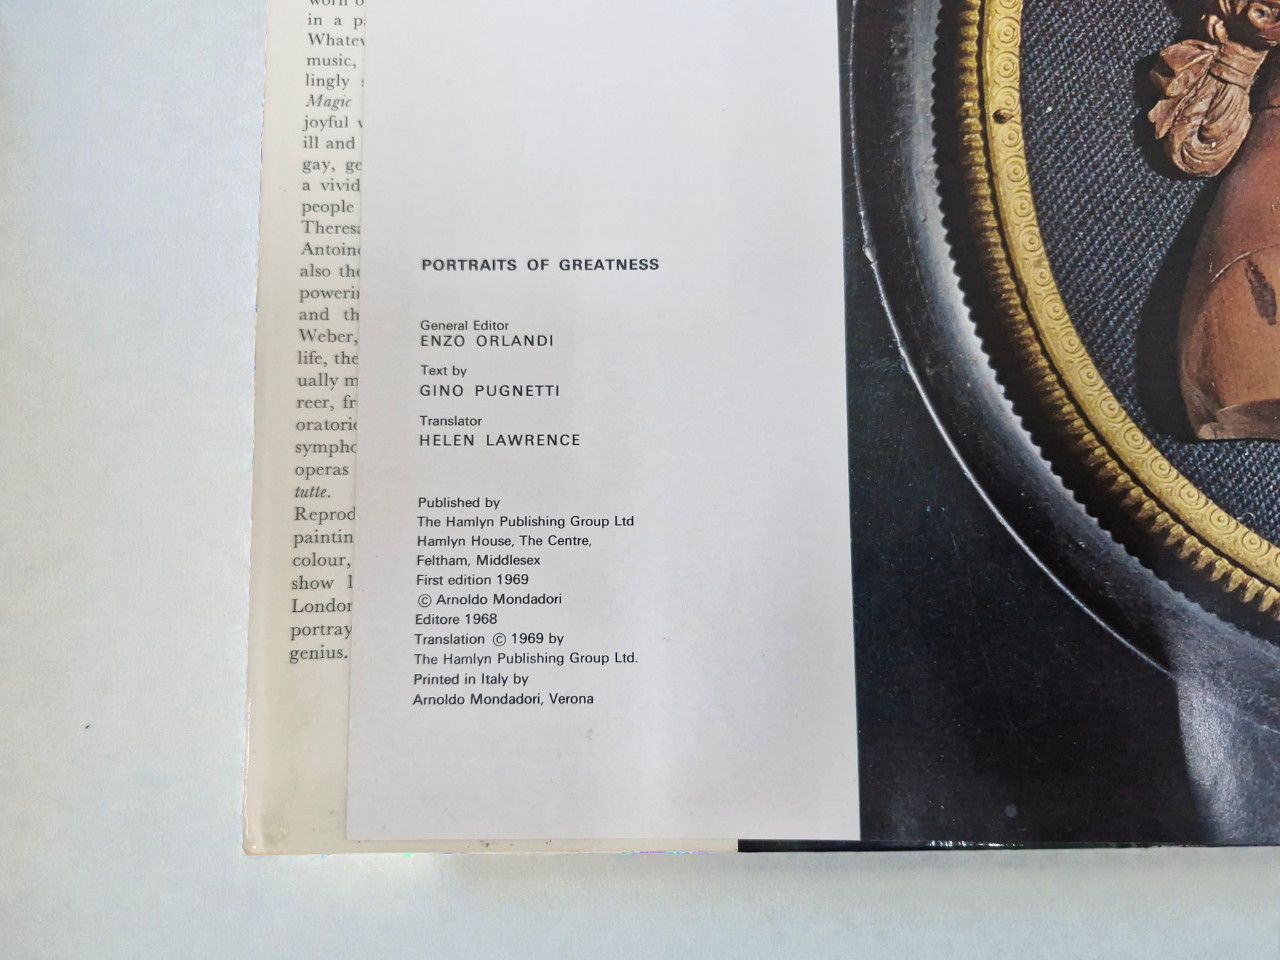 in a
Whatev
music,
lingly
Magic
joyful
ill and
gay, ge
a vivid
people
Theresa
Antoine
also the
powerin
and th
Weber,
life, the
ually m
reer, fr
oratorio
sympho
operas
tutte.
Reprod
paintin
colour,
show
London
portray
genius.
PORTRAITS OF GREATNESS
General Editor
ENZO ORLANDI
Text by
GINO PUGNETTI
Translator
HELEN LAWRENCE
Published by
The Hamlyn Publishing Group Ltd
Hamlyn House, The Centre,
Feltham, Middlesex
First edition 1969
© Arnoldo Mondadori
Editore 1968
Translation © 1969 by
The Hamlyn Publishing Group Ltd.
Printed in Italy by
Arnoldo Mondadori, Verona